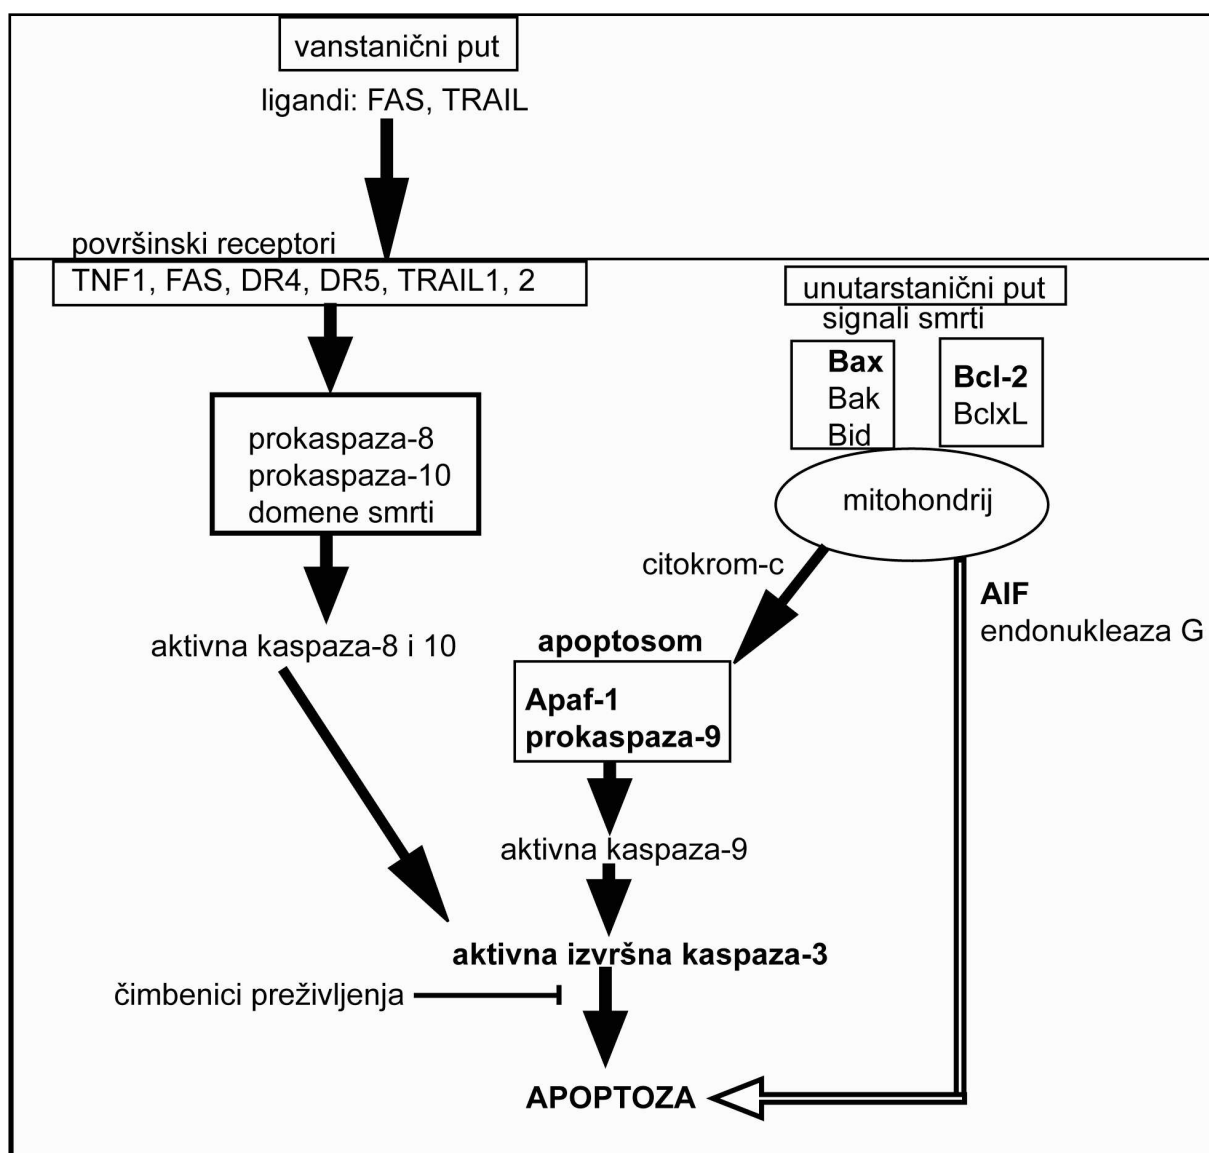 vanstanični put
ligandi: FAS, TRAIL
površinski receptori
TNF1, FAS, DR4, DR5, TRAIL1, 2
prokaspaza-8
prokaspaza-10
domene smrti
aktivna kaspaza-8 i 10
unutarstanični put
signali smrti
Bax
Bak
Bid
Bcl-2
BclxL
mitohondrij
citokrom-c
AIF
endonukleaza G
apoptosom
Apaf-1
prokaspaza-9
aktivna kaspaza-9
aktivna izvršna kaspaza-3
čimbenici preživljenja
APOPTOZA